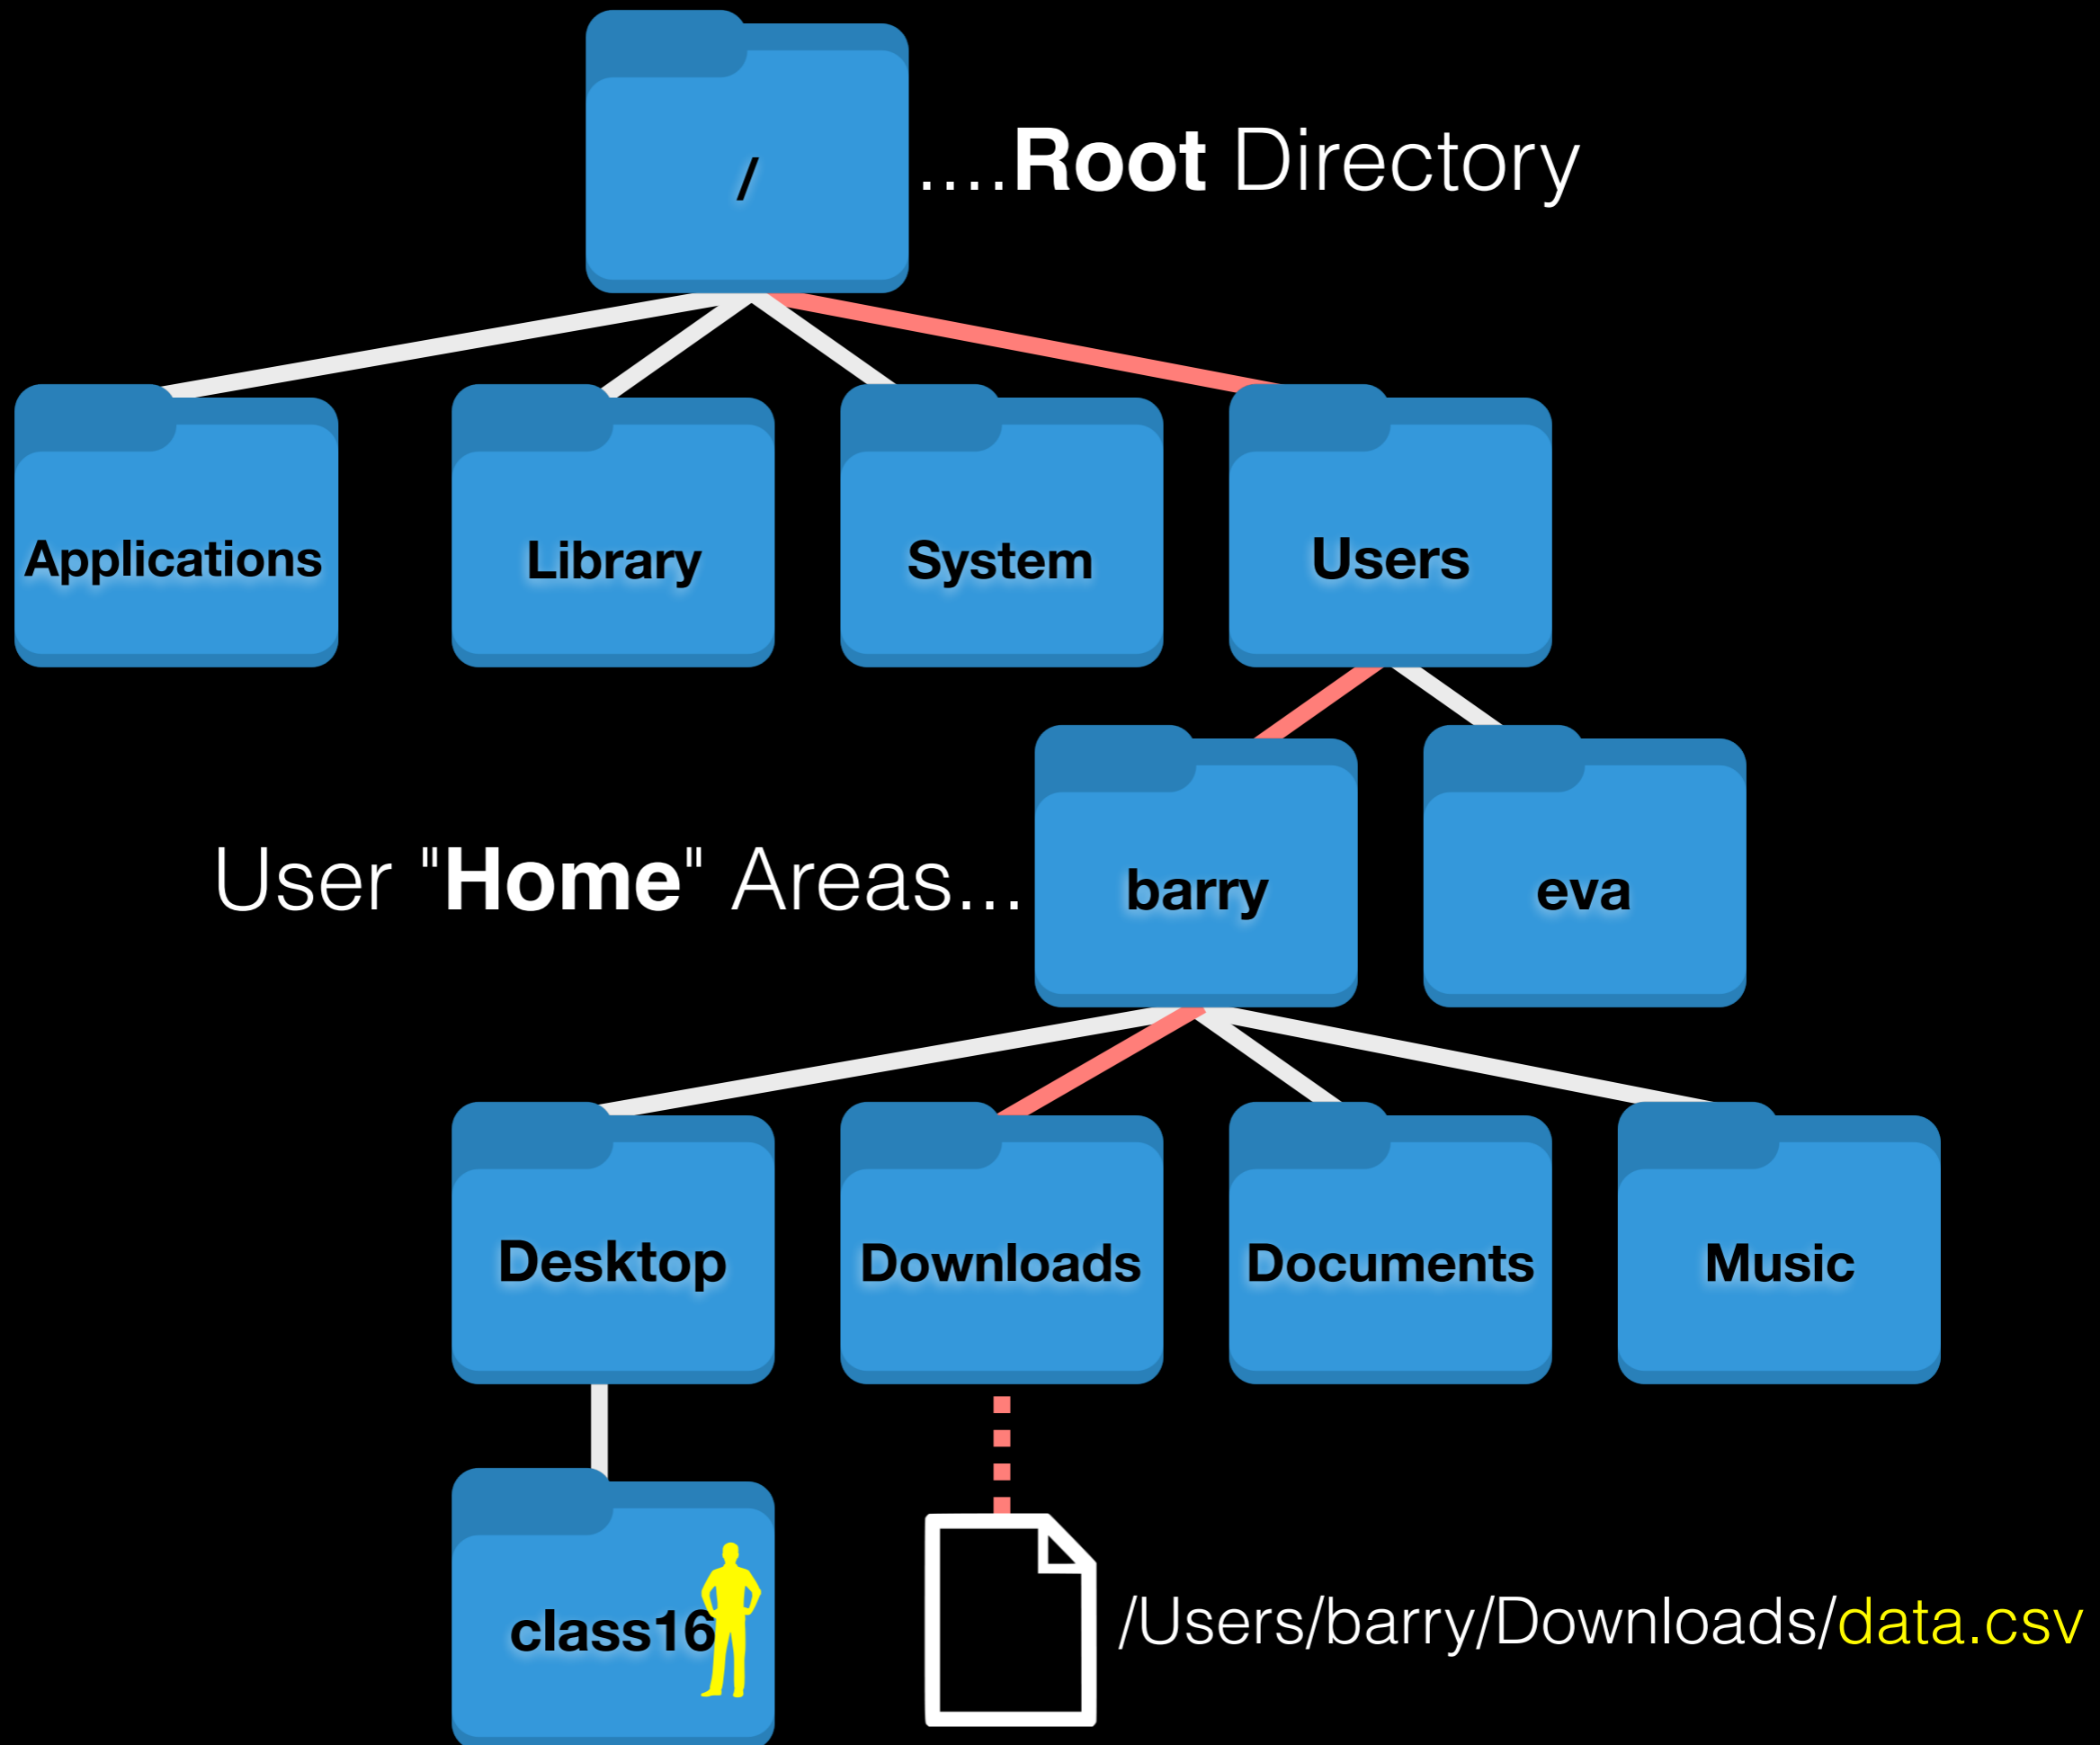 /
....Root Directory
Applications
Library
System
Users
User "Home" Areas...
barry
eva
Desktop
Downloads
Documents
Music
class16
/Users/barry/Downloads/data.csv